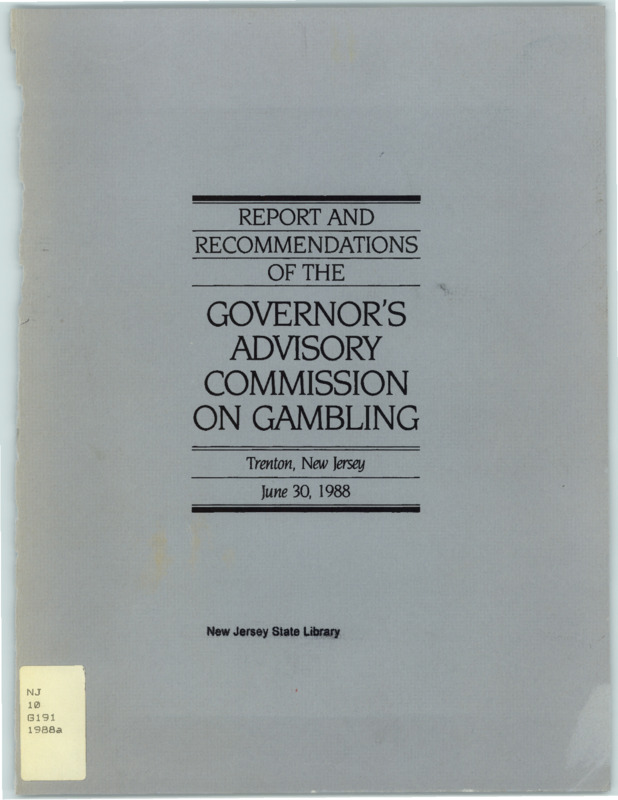 REPORT AND
RECOMMENDATIONS
OF THE
GOVERNOR'S
ADVISORY
COMMISSION
ON GAMBLING
Trenton, New Jersey
June 30, 1988
New Jersey State Library
NJ
10
G191
1988a